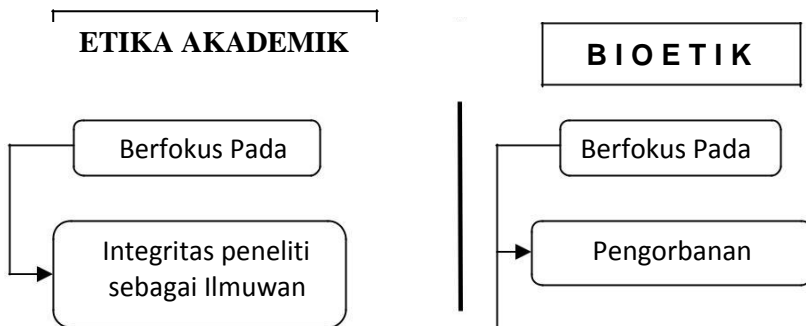 ETIKA AKADEMIK
Berfokus Pada
Integritas peneliti
sebagai Ilmuwan
B I O E T I K
Berfokus Pada
Pengorbanan